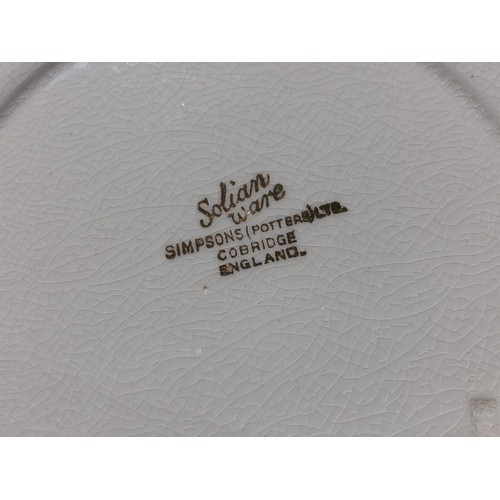 Solian
ware
SIMPSONS (POTTERS) LTD.
COBRIDGE
ENGLAND.